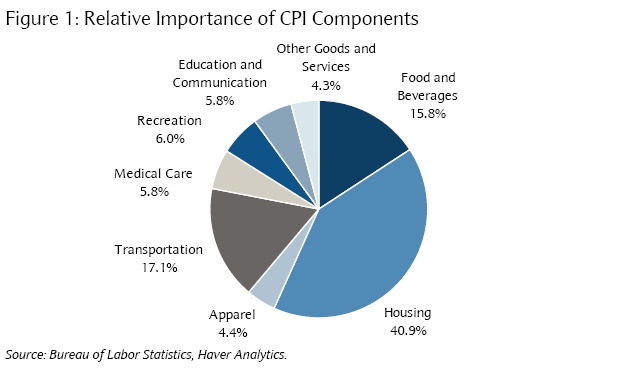 Figure 1: Relative Importance of CPI Components
Other Goods and
Services
4.3%
Food and
Beverages
15.8%
Housing
40.9%
Apparel
4.4%
Transportation
17.1%
Medical Care
5.8%
Recreation
6.0%
Education and
Communication
5.8%
Source: Bureau of Labor Statistics, Haver Analytics.